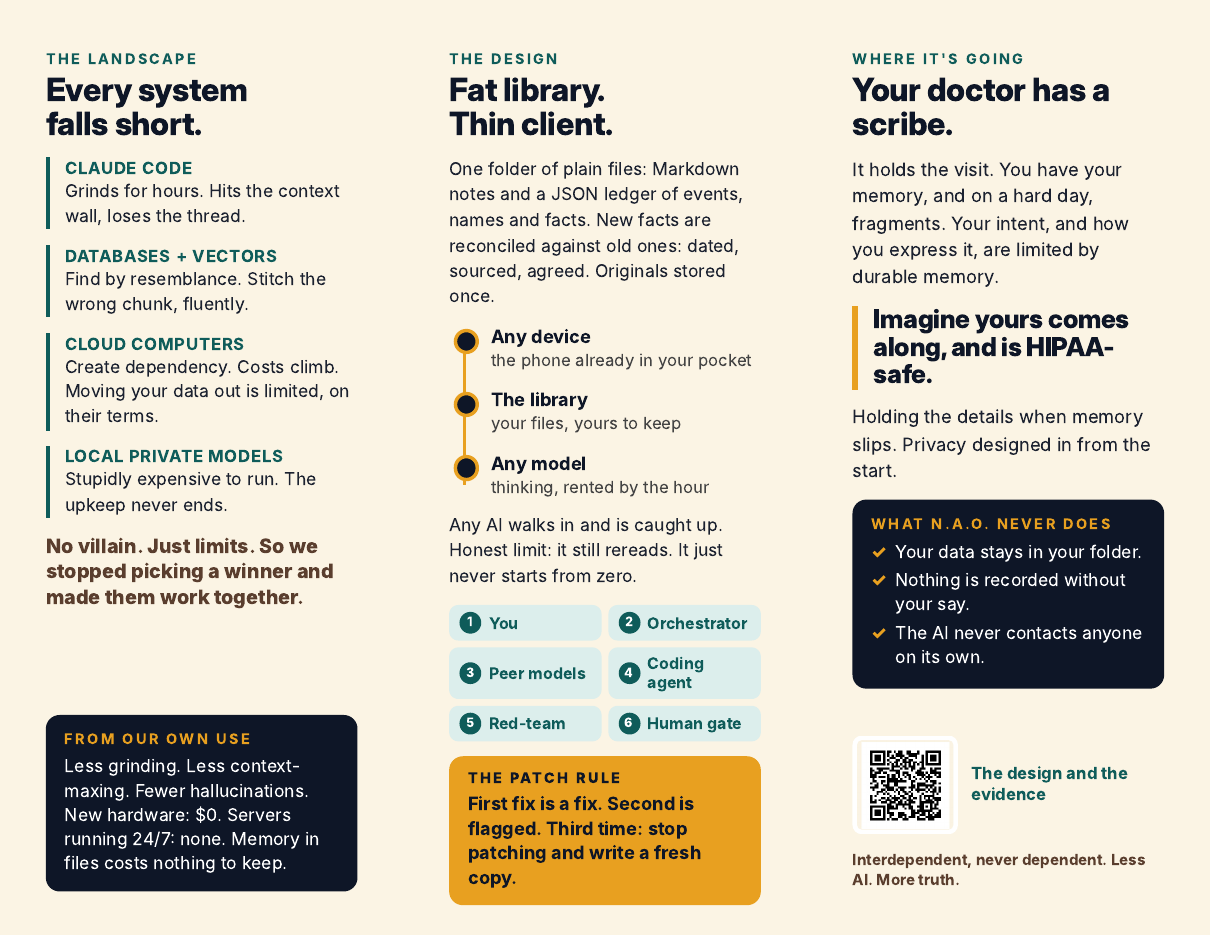 THE LANDSCAPE
Every system
falls short.
CLAUDE CODE
Grinds for hours. Hits the context
wall, loses the thread.
DATABASES + VECTORS
Find by resemblance. Stitch the
wrong chunk, fluently.
CLOUD COMPUTERS
Create dependency. Costs climb.
Moving your data out is limited, on
their terms.
LOCAL PRIVATE MODELS
Stupidly expensive to run. The
upkeep never ends.
No villain. Just limits. So we
stopped picking a winner and
made them work together.
FROM OUR OWN USE
Less grinding. Less context-
maxing. Fewer hallucinations.
New hardware: $0. Servers
running 24/7: none. Memory in
files costs nothing to keep.
THE DESIGN
Fat library.
Thin client.
One folder of plain files: Markdown
notes and a JSON ledger of events,
names and facts. New facts are
reconciled against old ones: dated,
sourced, agreed. Originals stored
once.
Any device
the phone already in your pocket
The library
your files, yours to keep
Any model
thinking, rented by the hour
Any AI walks in and is caught up.
Honest limit: it still rereads. It just
never starts from zero.
1 You
2 Orchestrator
3 Peer models
4 Coding
agent
5 Red-team
6 Human gate
THE PATCH RULE
First fix is a fix. Second is
flagged. Third time: stop
patching and write a fresh
copy.
WHERE IT'S GOING
Your doctor has a
scribe.
It holds the visit. You have your
memory, and on a hard day,
fragments. Your intent, and how
you express it, are limited by
durable memory.
Imagine yours comes
along, and is HIPAA-
safe.
Holding the details when memory
slips. Privacy designed in from the
start.
WHAT N.A.O. NEVER DOES
Your data stays in your folder.
Nothing is recorded without
your say.
The AI never contacts anyone
on its own.
The design and the
evidence
Interdependent, never dependent. Less
AI. More truth.